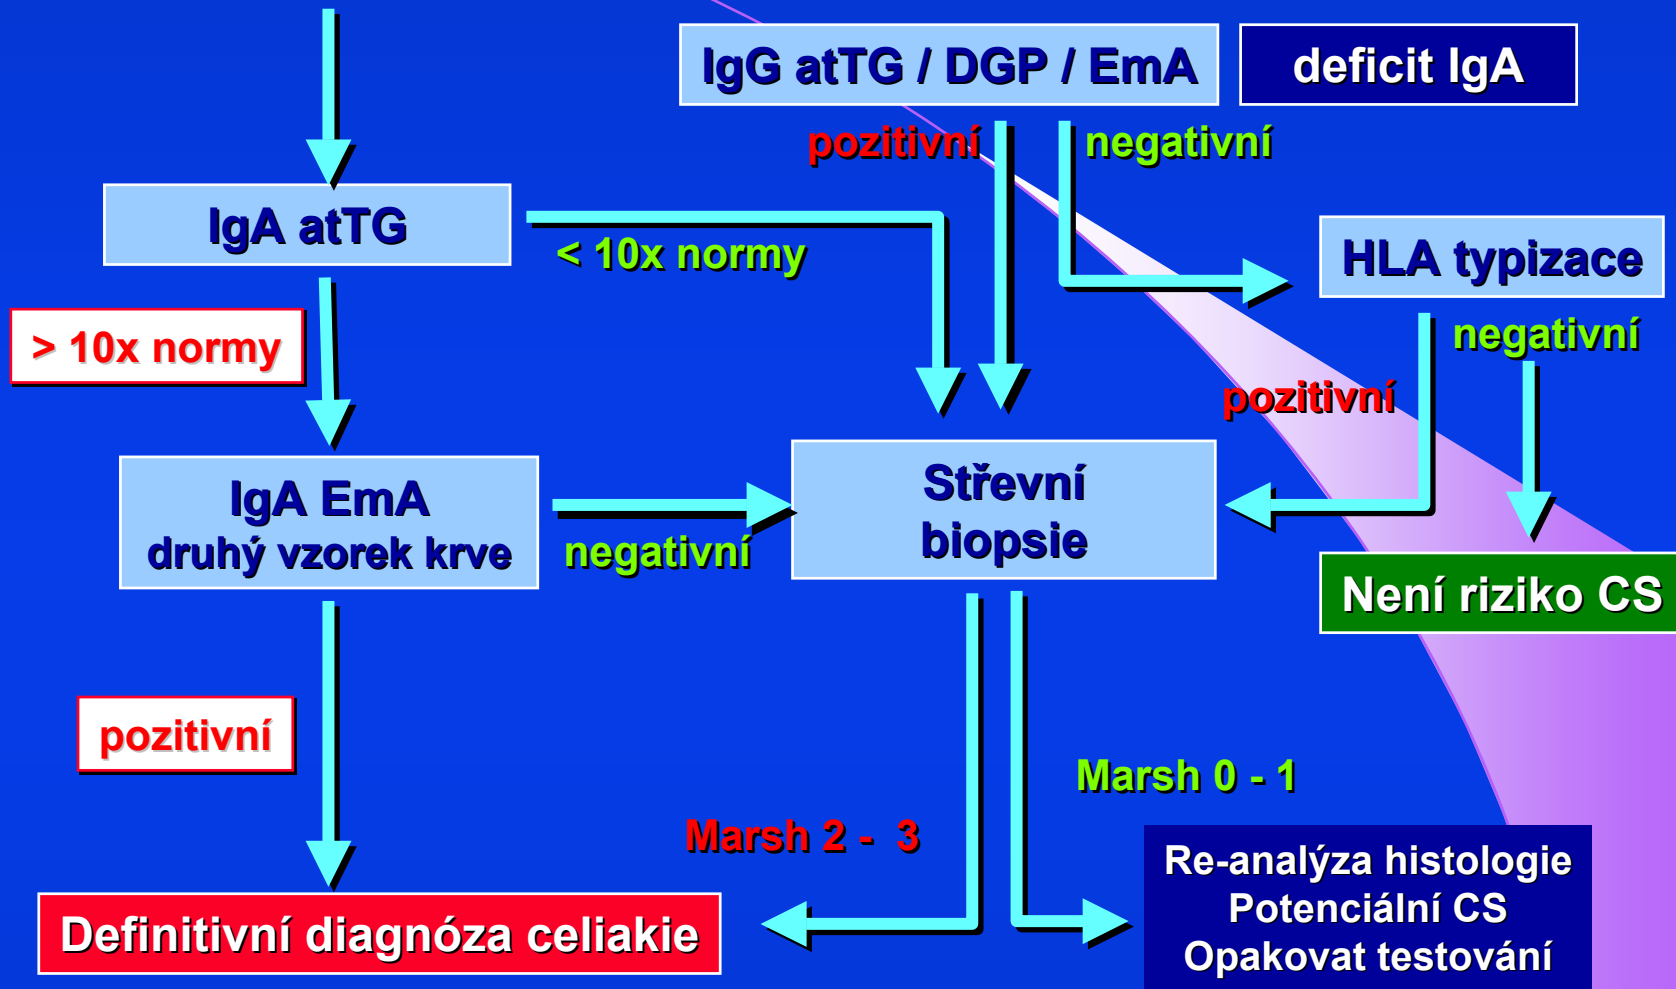 IgG atTG / DGP / EmA
deficit IgA
pozitivní
negativní
IgA atTG
< 10x normy
HLA typizace
> 10x normy
negativní
pozitivní
IgA EmA
druhý vzorek krve
negativní
Střevní
biopsie
Není riziko CS
pozitivní
Marsh 0 - 1
Marsh 2 - 3
Re-analýza histologie
Potenciální CS
Opakovat testování
Definitivní diagnóza celiakie